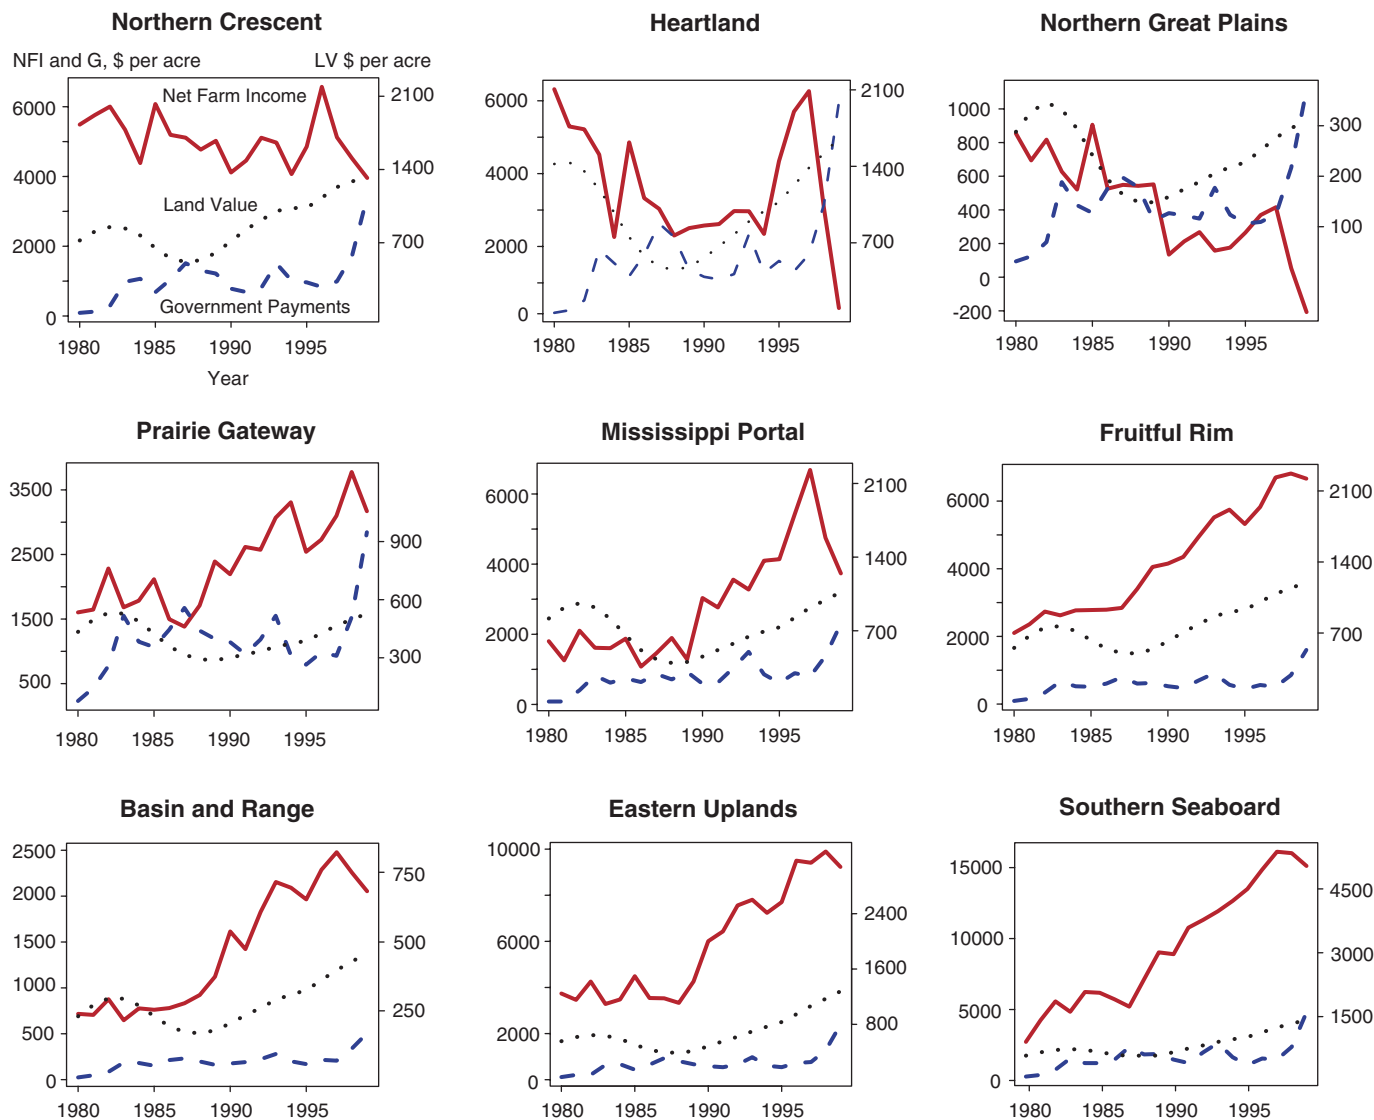 Northern Crescent
Heartland
Northern Great Plains
NFI and G, $ per acre
LV $ per acre
6000
4000
2000
0
2100
1400
700
Net Farm Income
Land Value
Government Payments
1980 1985 1990 1995
Year
6000
4000
2000
0
2100
1400
700
1980 1985 1990 1995
1000
800
600
400
200
0
-200
300
200
100
1980 1985 1990 1995
Prairie Gateway
Mississippi Portal
Fruitful Rim
3500
2500
1500
500
900
600
300
1980 1985 1990 1995
6000
4000
2000
0
2100
1400
700
1980 1985 1990 1995
6000
4000
2000
0
2100
1400
700
1980 1985 1990 1995
Basin and Range
Eastern Uplands
Southern Seaboard
2500
2000
1500
1000
500
0
750
500
250
1980 1985 1990 1995
10000
6000
2000
0
2400
1600
800
1980 1985 1990 1995
15000
10000
5000
0
4500
3000
1500
1980 1985 1990 1995